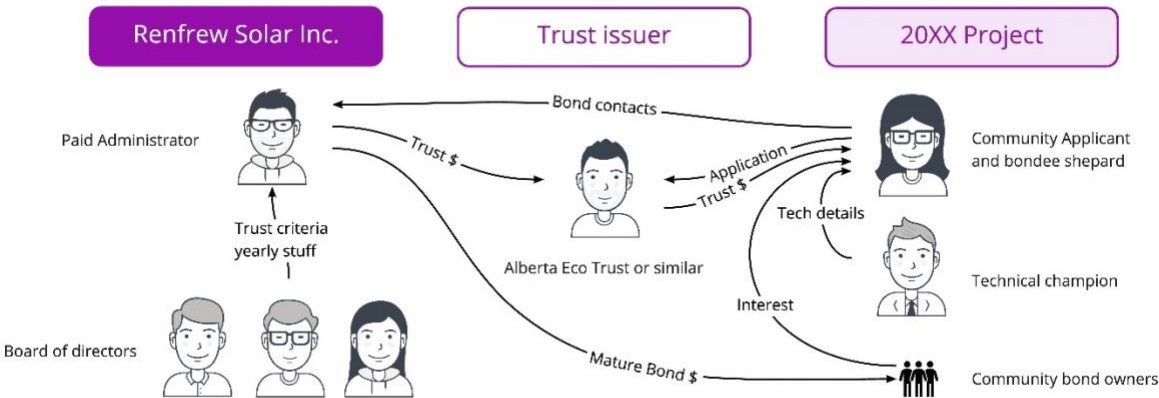 Renfrew Solar Inc.
Trust issuer
20XX Project
Bond contacts
Paid Administrator
Trust $
Application
Trust $
Community Applicant
and bondee shepard
Tech details
Trust criteria
yearly stuff
Alberta Eco Trust or similar
Technical champion
Interest
Board of directors
Mature Bond $
Community bond owners